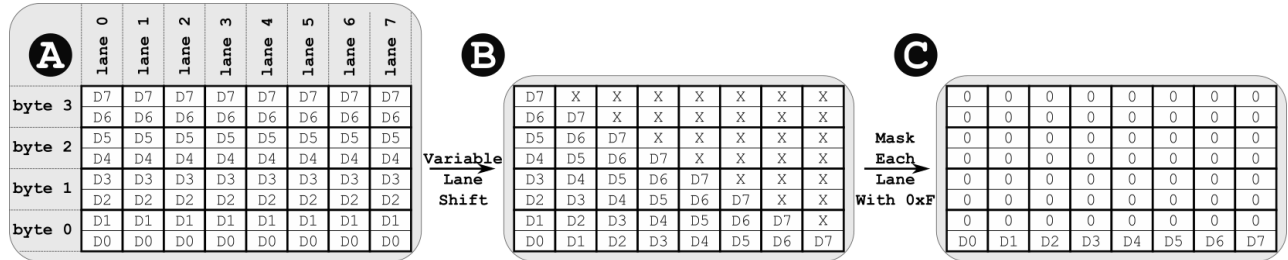 A lane 0 lane 1 lane 2 lane 3 lane 4 lane 5 lane 6 lane 7 B C
byte 3 D7 D7 D7 D7 D7 D7 D7 D7 D7 X X X X X X X 0 0 0 0 0 0 0 0
D6 D6 D6 D6 D6 D6 D6 D6 D6 D7 X X X X X X 0 0 0 0 0 0 0 0
byte 2 D5 D5 D5 D5 D5 D5 D5 D5 D5 D6 D7 X X X X X Mask 0 0 0 0 0 0 0 0
D4 D4 D4 D4 D4 D4 D4 D4 Variable D4 D5 D6 D7 X X X X Each 0 0 0 0 0 0 0 0
byte 1 D3 D3 D3 D3 D3 D3 D3 D3 Lane D3 D4 D5 D6 D7 X X X Lane 0 0 0 0 0 0 0 0
D2 D2 D2 D2 D2 D2 D2 D2 Shift D2 D3 D4 D5 D6 D7 X X With 0xF 0 0 0 0 0 0 0 0
byte 0 D1 D1 D1 D1 D1 D1 D1 D1 D1 D2 D3 D4 D5 D6 D7 X 0 0 0 0 0 0 0 0
D0 D0 D0 D0 D0 D0 D0 D0 D0 D1 D2 D3 D4 D5 D6 D7 D0 D1 D2 D3 D4 D5 D6 D7